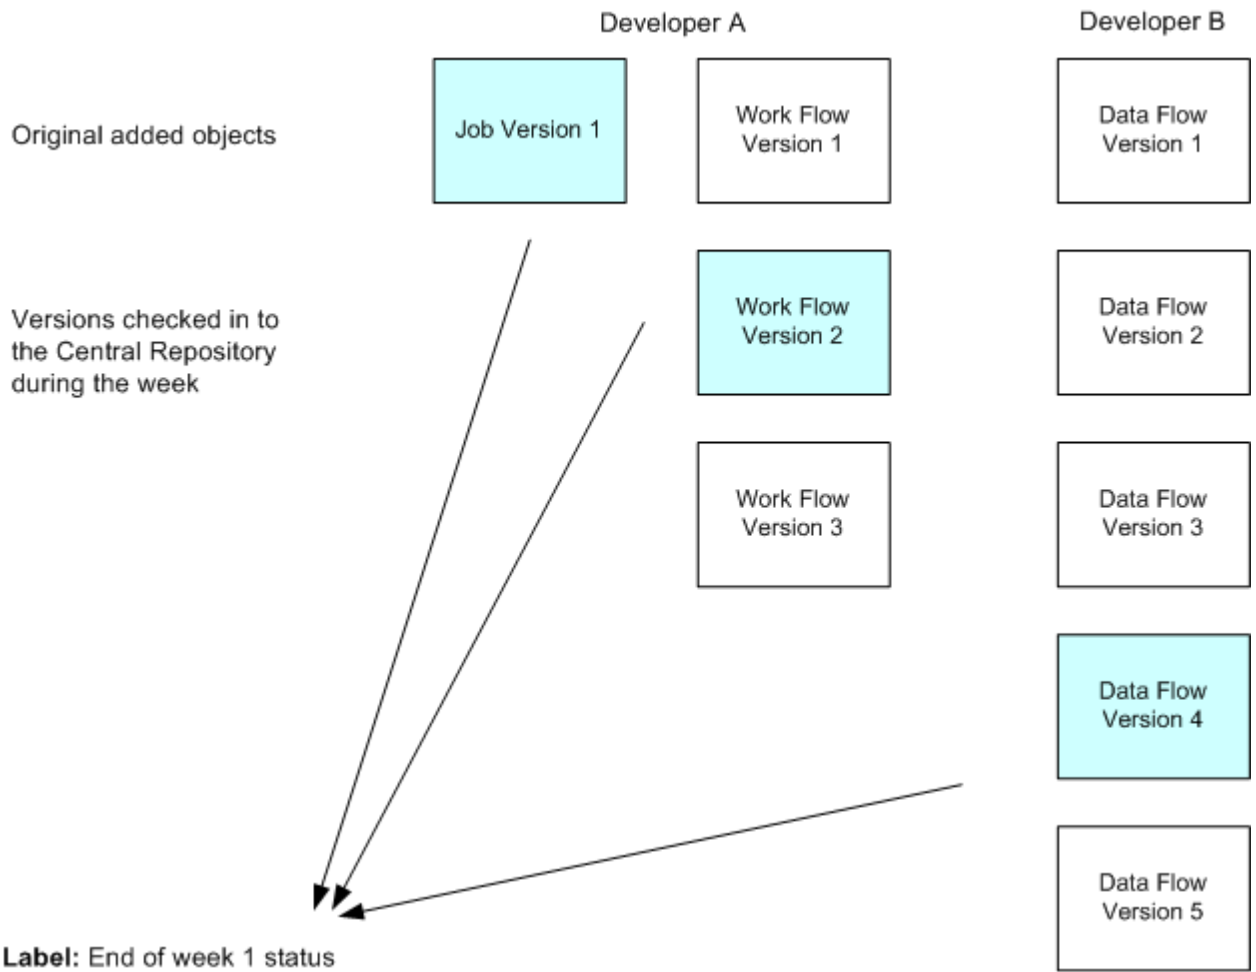 Developer A
Developer B
Original added objects
Job Version 1
Work Flow
Version 1
Data Flow
Version 1
Versions checked in to
the Central Repository
during the week
Work Flow
Version 2
Data Flow
Version 2
Work Flow
Version 3
Data Flow
Version 3
Data Flow
Version 4
Data Flow
Version 5
Label: End of week 1 status